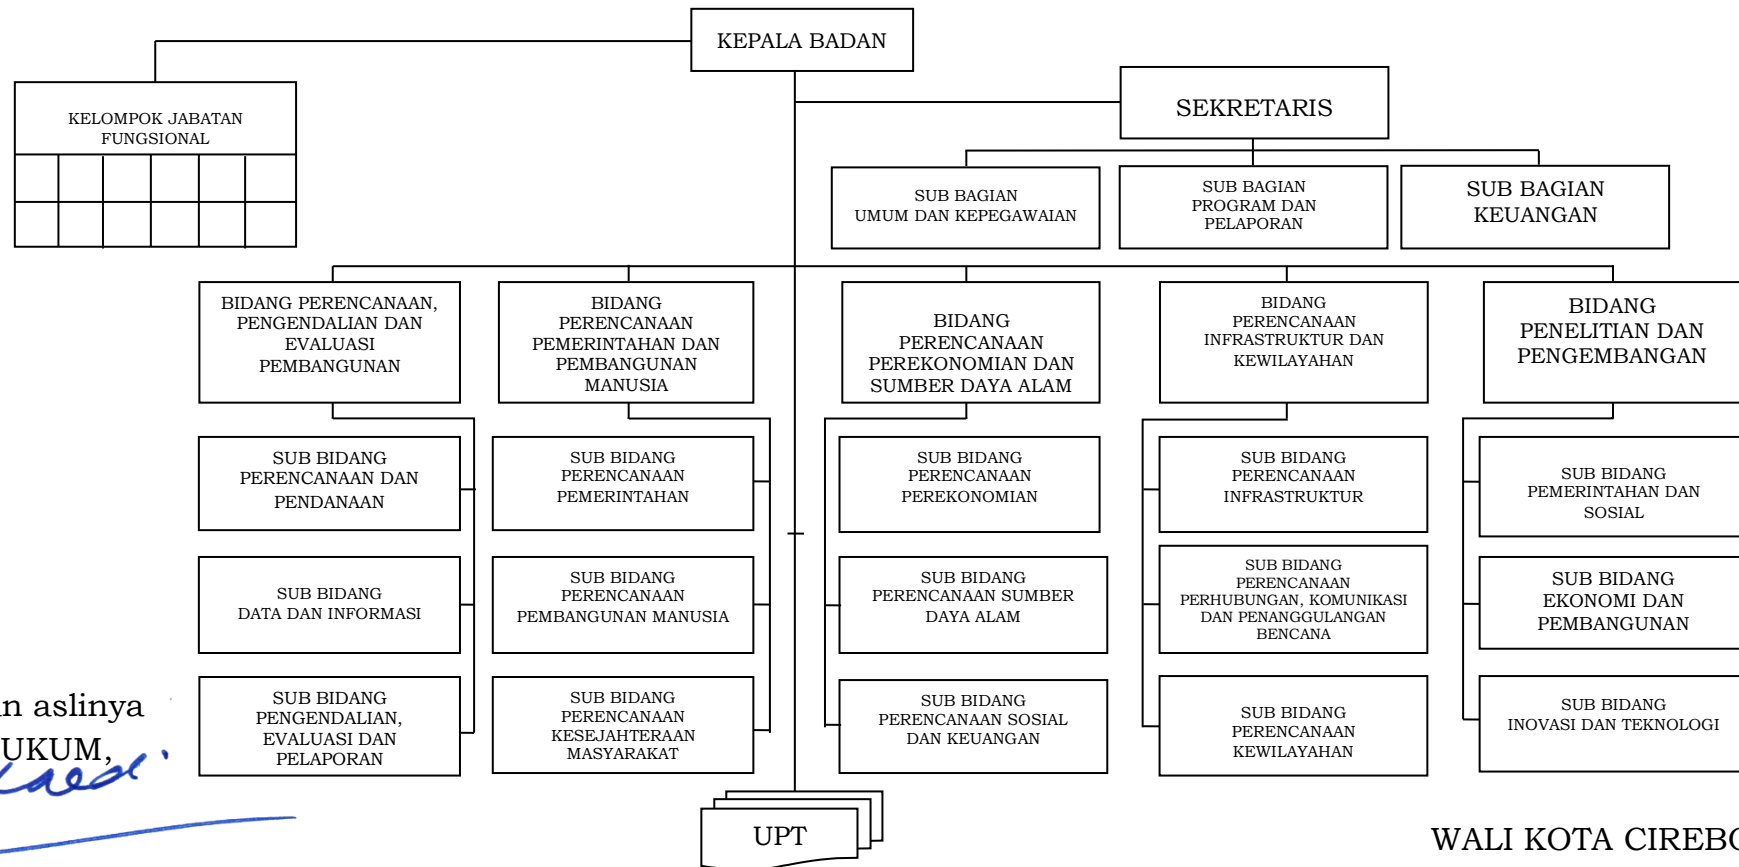 KEPALA BADAN
KELOMPOK JABATAN
FUNGSIONAL
SEKRETARIS
SUB BAGIAN
UMUM DAN KEPEGAWAIAN
SUB BAGIAN
PROGRAM DAN
PELAPORAN
SUB BAGIAN
KEUANGAN
BIDANG PERENCANAAN,
PENGENDALIAN DAN
EVALUASI
PEMBANGUNAN
BIDANG
PERENCANAAN
PEMERINTAHAN DAN
PEMBANGUNAN
MANUSIA
BIDANG
PERENCANAAN
PEREKONOMIAN DAN
SUMBER DAYA ALAM
BIDANG
PERENCANAAN
INFRASTRUKTUR DAN
KEWILAYAHAN
BIDANG
PENELITIAN DAN
PENGEMBANGAN
SUB BIDANG
PERENCANAAN DAN
PENDANAAN
SUB BIDANG
PERENCANAAN
PEMERINTAHAN
SUB BIDANG
PERENCANAAN
PEREKONOMIAN
SUB BIDANG
PERENCANAAN
INFRASTRUKTUR
SUB BIDANG
PEMERINTAHAN DAN
SOSIAL
SUB BIDANG
DATA DAN INFORMASI
SUB BIDANG
PERENCANAAN
PEMBANGUNAN MANUSIA
SUB BIDANG
PERENCANAAN SUMBER
DAYA ALAM
SUB BIDANG
PERENCANAAN
PERHUBUNGAN, KOMUNIKASI
DAN PENANGGULANGAN
BENCANA
SUB BIDANG
EKONOMI DAN
PEMBANGUNAN
SUB BIDANG
PENGENDALIAN,
EVALUASI DAN
PELAPORAN
SUB BIDANG
PERENCANAAN
KESEJAHTERAAN
MASYARAKAT
SUB BIDANG
PERENCANAAN SOSIAL
DAN KEUANGAN
SUB BIDANG
PERENCANAAN
KEWILAYAHAN
SUB BIDANG
INOVASI DAN TEKNOLOGI
aslinya
UKUM,
UPT
WALI KOTA CIREBO